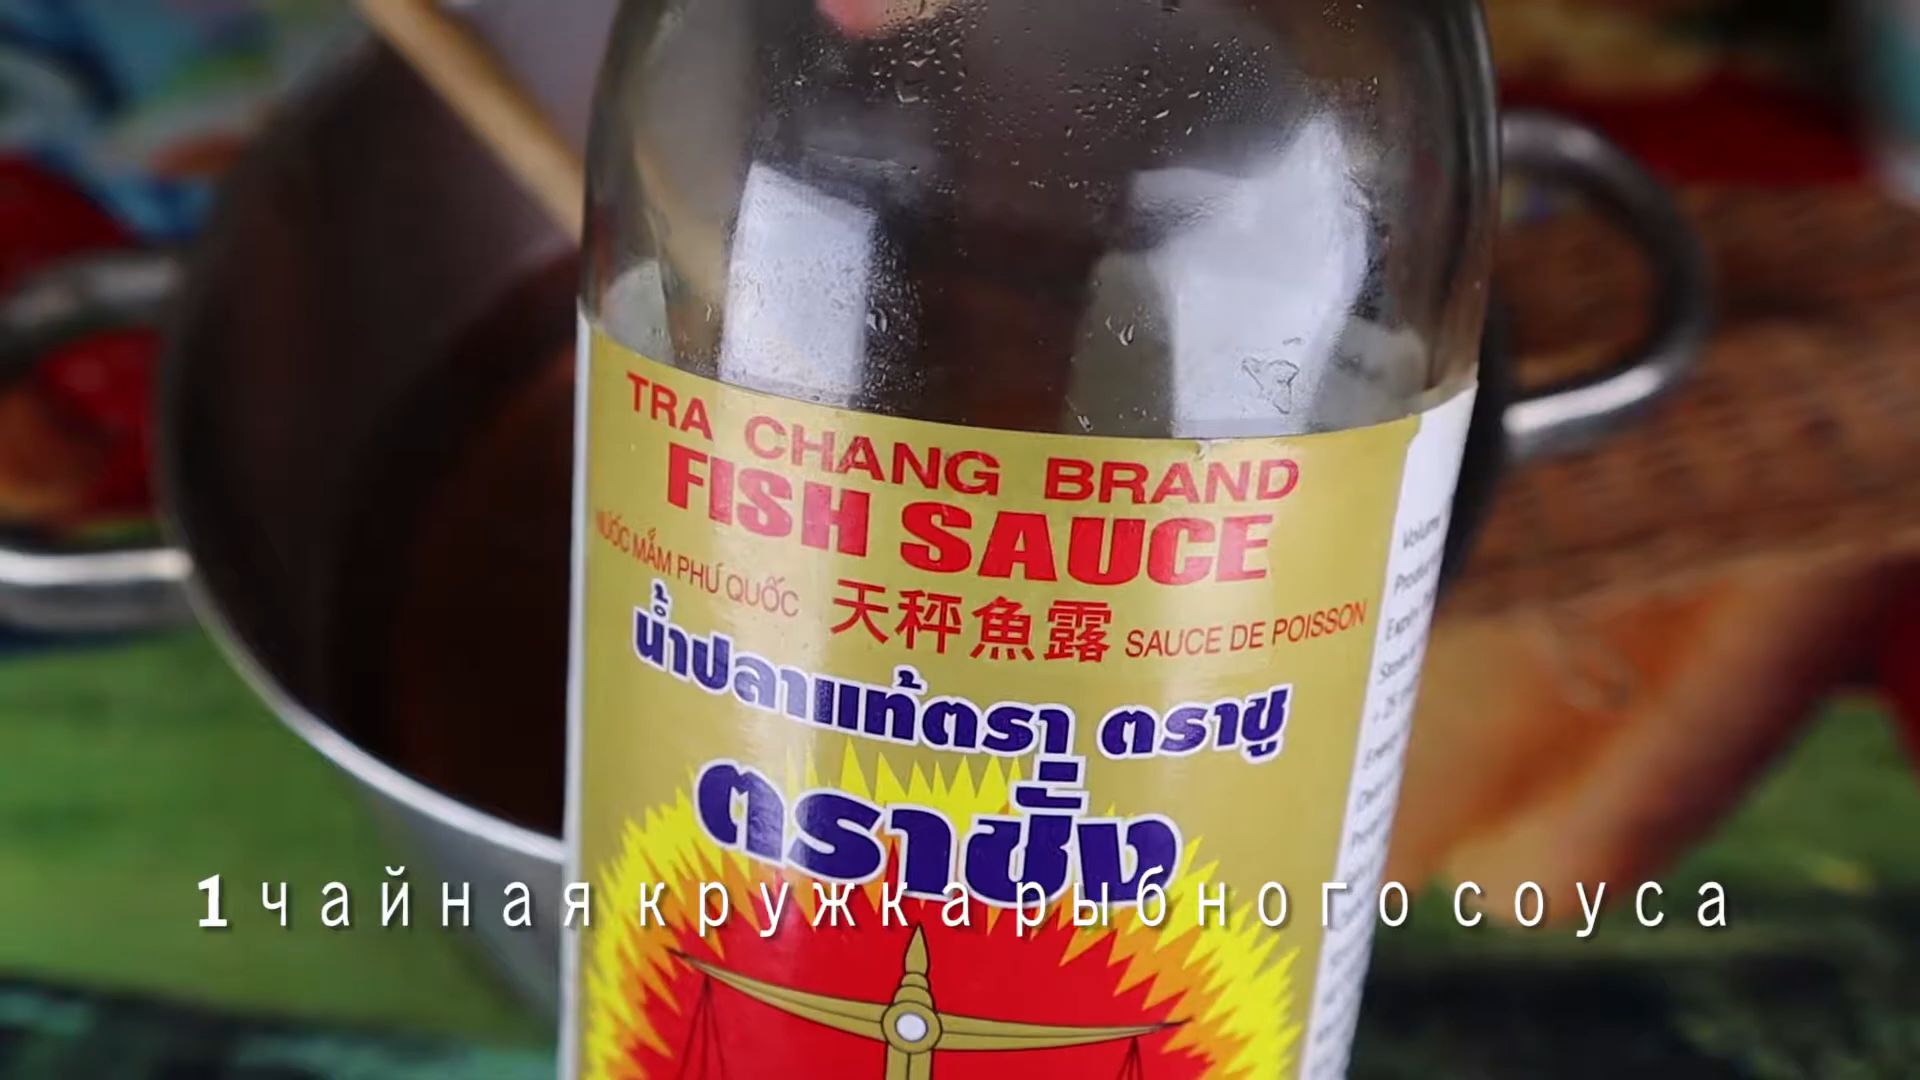 TRA CHANG BRAND
FISH SAUCE
NƯỚC MẮM PHƯ QUỐC 天秤魚露 SAUCE DE POISSON
น้ำปลาแท้ตรา ตราชู
ตราชั่ง
1 чайная кружка рыбного соуса
Volume